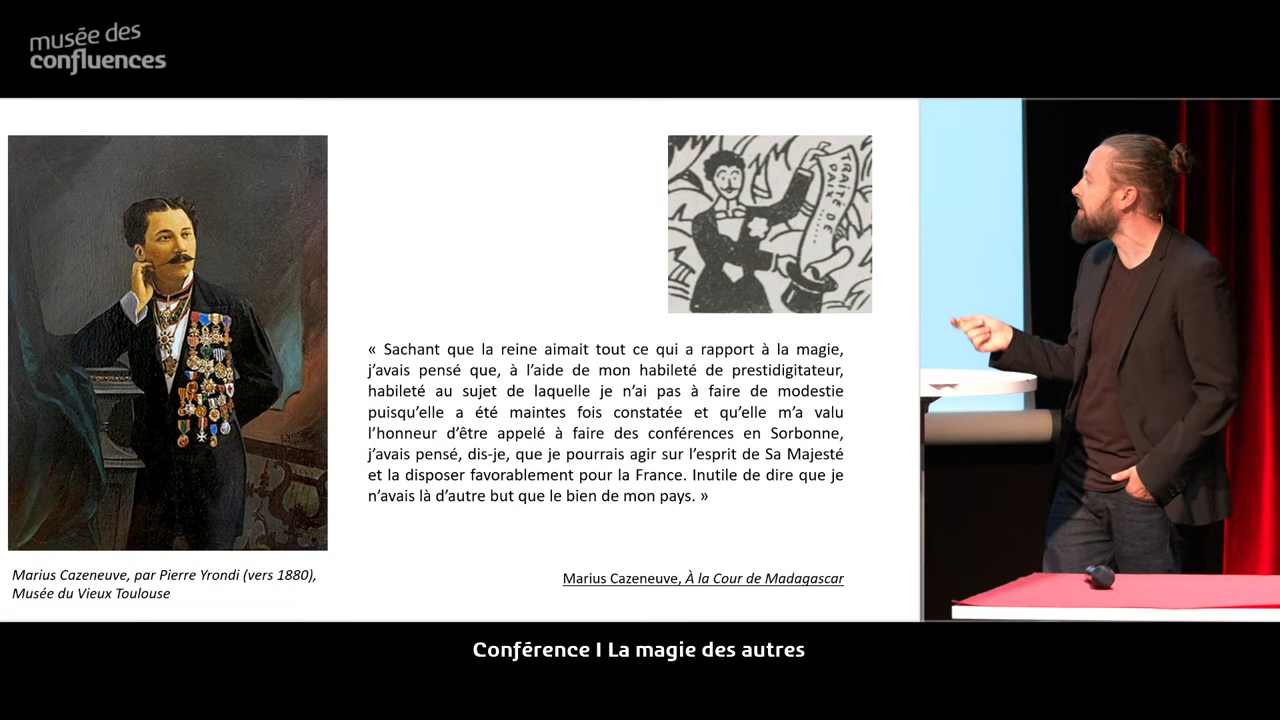 musée des
confluences
TRAITÉ DE
PAIX D.....
« Sachant que la reine aimait tout ce qui a rapport à la magie,
j’avais pensé que, à l’aide de mon habileté de prestidigitateur,
habileté au sujet de laquelle je n’ai pas à faire de modestie
puisqu’elle a été maintes fois constatée et qu’elle m’a valu
l’honneur d’être appelé à faire des conférences en Sorbonne,
j’avais pensé, dis-je, que je pourrais agir sur l’esprit de Sa Majesté
et la disposer favorablement pour la France. Inutile de dire que je
n’avais là d’autre but que le bien de mon pays. »
Marius Cazeneuve, par Pierre Yrondi (vers 1880),
Musée du Vieux Toulouse
Marius Cazeneuve, À la Cour de Madagascar
Conférence I La magie des autres